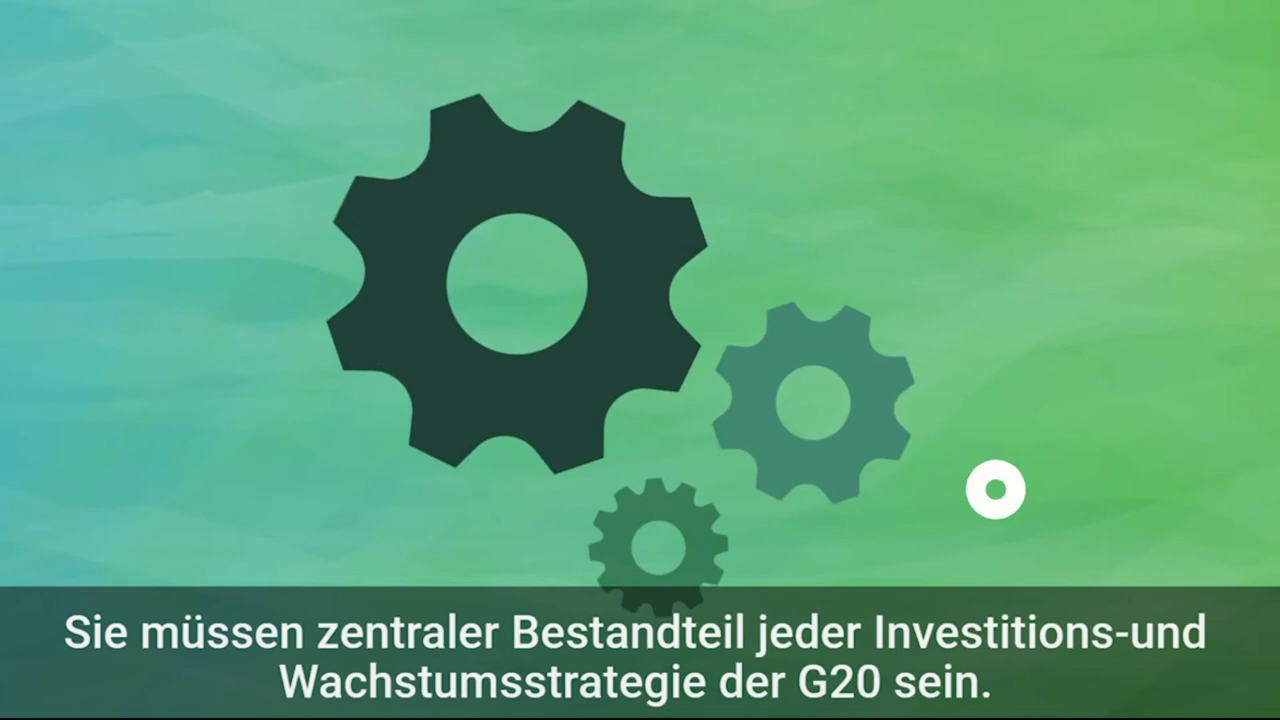 Sie müssen zentraler Bestandteil jeder Investitions-und
Wachstumsstrategie der G20 sein.